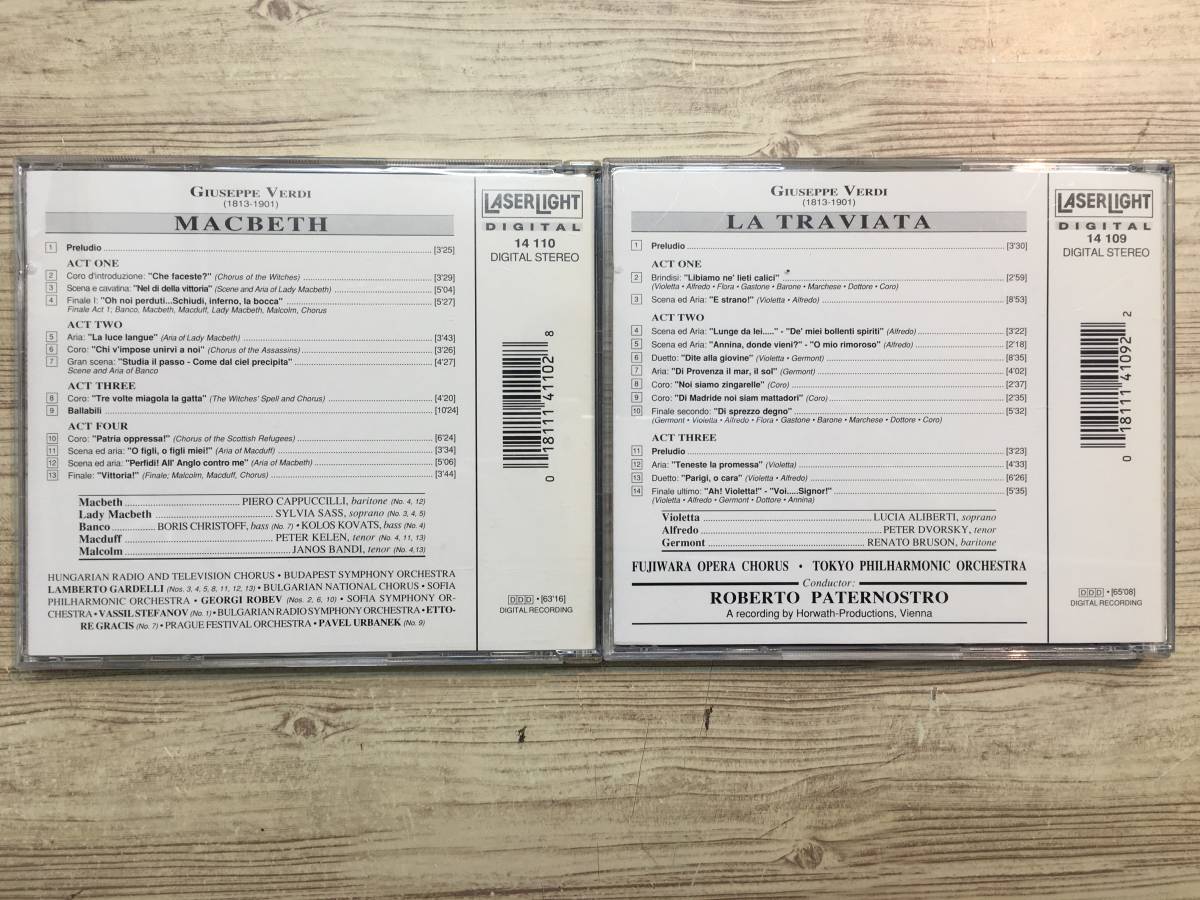 GIUSEPPE VERDI
(1813-1901)
MACBETH
1 Preludio [3'25]
ACT ONE
2 Coro d'introduzione: "Che faceste?" (Chorus of the Witches) [3'29]
3 Scena e cavatina: "Nel di della vittoria" (Scene and Aria of Lady Macbeth) [5'04]
4 Finale I: "Oh noi perduti...Schiudi, inferno, la bocca" [5'27]
Finale Act 1; Banco, Macbeth, Macduff, Lady Macbeth, Malcolm, Chorus
ACT TWO
5 Aria: "La luce langue" (Aria of Lady Macbeth) [3'43]
6 Coro: "Chi v'impose unirvi a noi" (Chorus of the Assassins) [3'26]
7 Gran scena: "Studia il passo - Come dal ciel precipita" [4'27]
Scene and Aria of Banco
ACT THREE
8 Coro: "Tre volte miagola la gatta" (The Witches' Spell and Chorus) [4'20]
9 Ballabili [10'24]
ACT FOUR
10 Coro: "Patria oppressa!" (Chorus of the Scottish Refugees) [6'24]
11 Scena ed aria: "O figli, o figli miei!" (Aria of Macduff) [3'34]
12 Scena ed aria: "Perfidi! All' Anglo contro me" (Aria of Macbeth) [5'06]
13 Finale: "Vittoria!" (Finale; Malcolm, Macduff, Chorus) [3'44]
Macbeth PIERO CAPPUCCILLI, baritone (No. 4, 12)
Lady Macbeth SYLVIA SASS, soprano (No. 3, 4, 5)
Banco BORIS CHRISTOFF, bass (No. 7) • KOLOS KOVATS, bass (No. 4)
Macduff PETER KELEN, tenor (No. 4, 11, 13)
Malcolm JANOS BANDI, tenor (No. 4,13)
HUNGARIAN RADIO AND TELEVISION CHORUS • BUDAPEST SYMPHONY ORCHESTRA
LAMBERTO GARDELLI (Nos. 3, 4, 5, 8, 11, 12, 13) • BULGARIAN NATIONAL CHORUS • SOFIA
PHILHARMONIC ORCHESTRA • GEORGI ROBEV (Nos. 2, 6, 10) • SOFIA SYMPHONY OR-
CHESTRA • VASSIL STEFANOV (No. 1) • BULGARIAN RADIO SYMPHONY ORCHESTRA • ETTO-
RE GRACIS (No. 7) • PRAGUE FESTIVAL ORCHESTRA • PAVEL URBANEK (No. 9)
LASERLIGHT
DIGITAL
14 110
DIGITAL STEREO
0 18111 41102 8
DDD • [63'16]
DIGITAL RECORDING
GIUSEPPE VERDI
(1813-1901)
LA TRAVIATA
1 Preludio [3'30]
ACT ONE
2 Brindisi: "Libiamo ne' lieti calici" [2'59]
(Violetta • Alfredo • Flora • Gastone • Barone • Marchese • Dottore • Coro)
3 Scena ed Aria: "E strano!" (Violetta • Alfredo) [8'53]
ACT TWO
4 Scena ed Aria: "Lunge da lei....." - "De' miei bollenti spiriti" (Alfredo) [3'22]
5 Scena ed Aria: "Annina, donde vieni?" - "O mio rimoroso" (Alfredo) [2'18]
6 Duetto: "Dite alla giovine" (Violetta • Germont) [8'35]
7 Aria: "Di Provenza il mar, il sol" (Germont) [4'02]
8 Coro: "Noi siamo zingarelle" (Coro) [2'37]
9 Coro: "Di Madride noi siam mattadori" (Coro) [2'35]
10 Finale secondo: "Di sprezzo degno" [5'32]
(Germont • Violetta • Alfredo • Flora • Gastone • Barone • Marchese • Dottore • Coro)
ACT THREE
11 Preludio [3'23]
12 Aria: "Teneste la promessa" (Violetta) [4'33]
13 Duetto: "Parigi, o cara" (Violetta • Alfredo) [6'26]
14 Finale ultimo: "Ah! Violetta!" - "Voi....Signor!" [5'35]
(Violetta • Alfredo • Germont • Dottore • Annina)
Violetta LUCIA ALIBERTI, soprano
Alfredo PETER DVORSKY, tenor
Germont RENATO BRUSON, baritone
FUJIWARA OPERA CHORUS • TOKYO PHILHARMONIC ORCHESTRA
Conductor:
ROBERTO PATERNOSTRO
A recording by Horwath-Productions, Vienna
LASERLIGHT
DIGITAL
14 109
DIGITAL STEREO
0 18111 41092 2
DDD • [65'08]
DIGITAL RECORDING